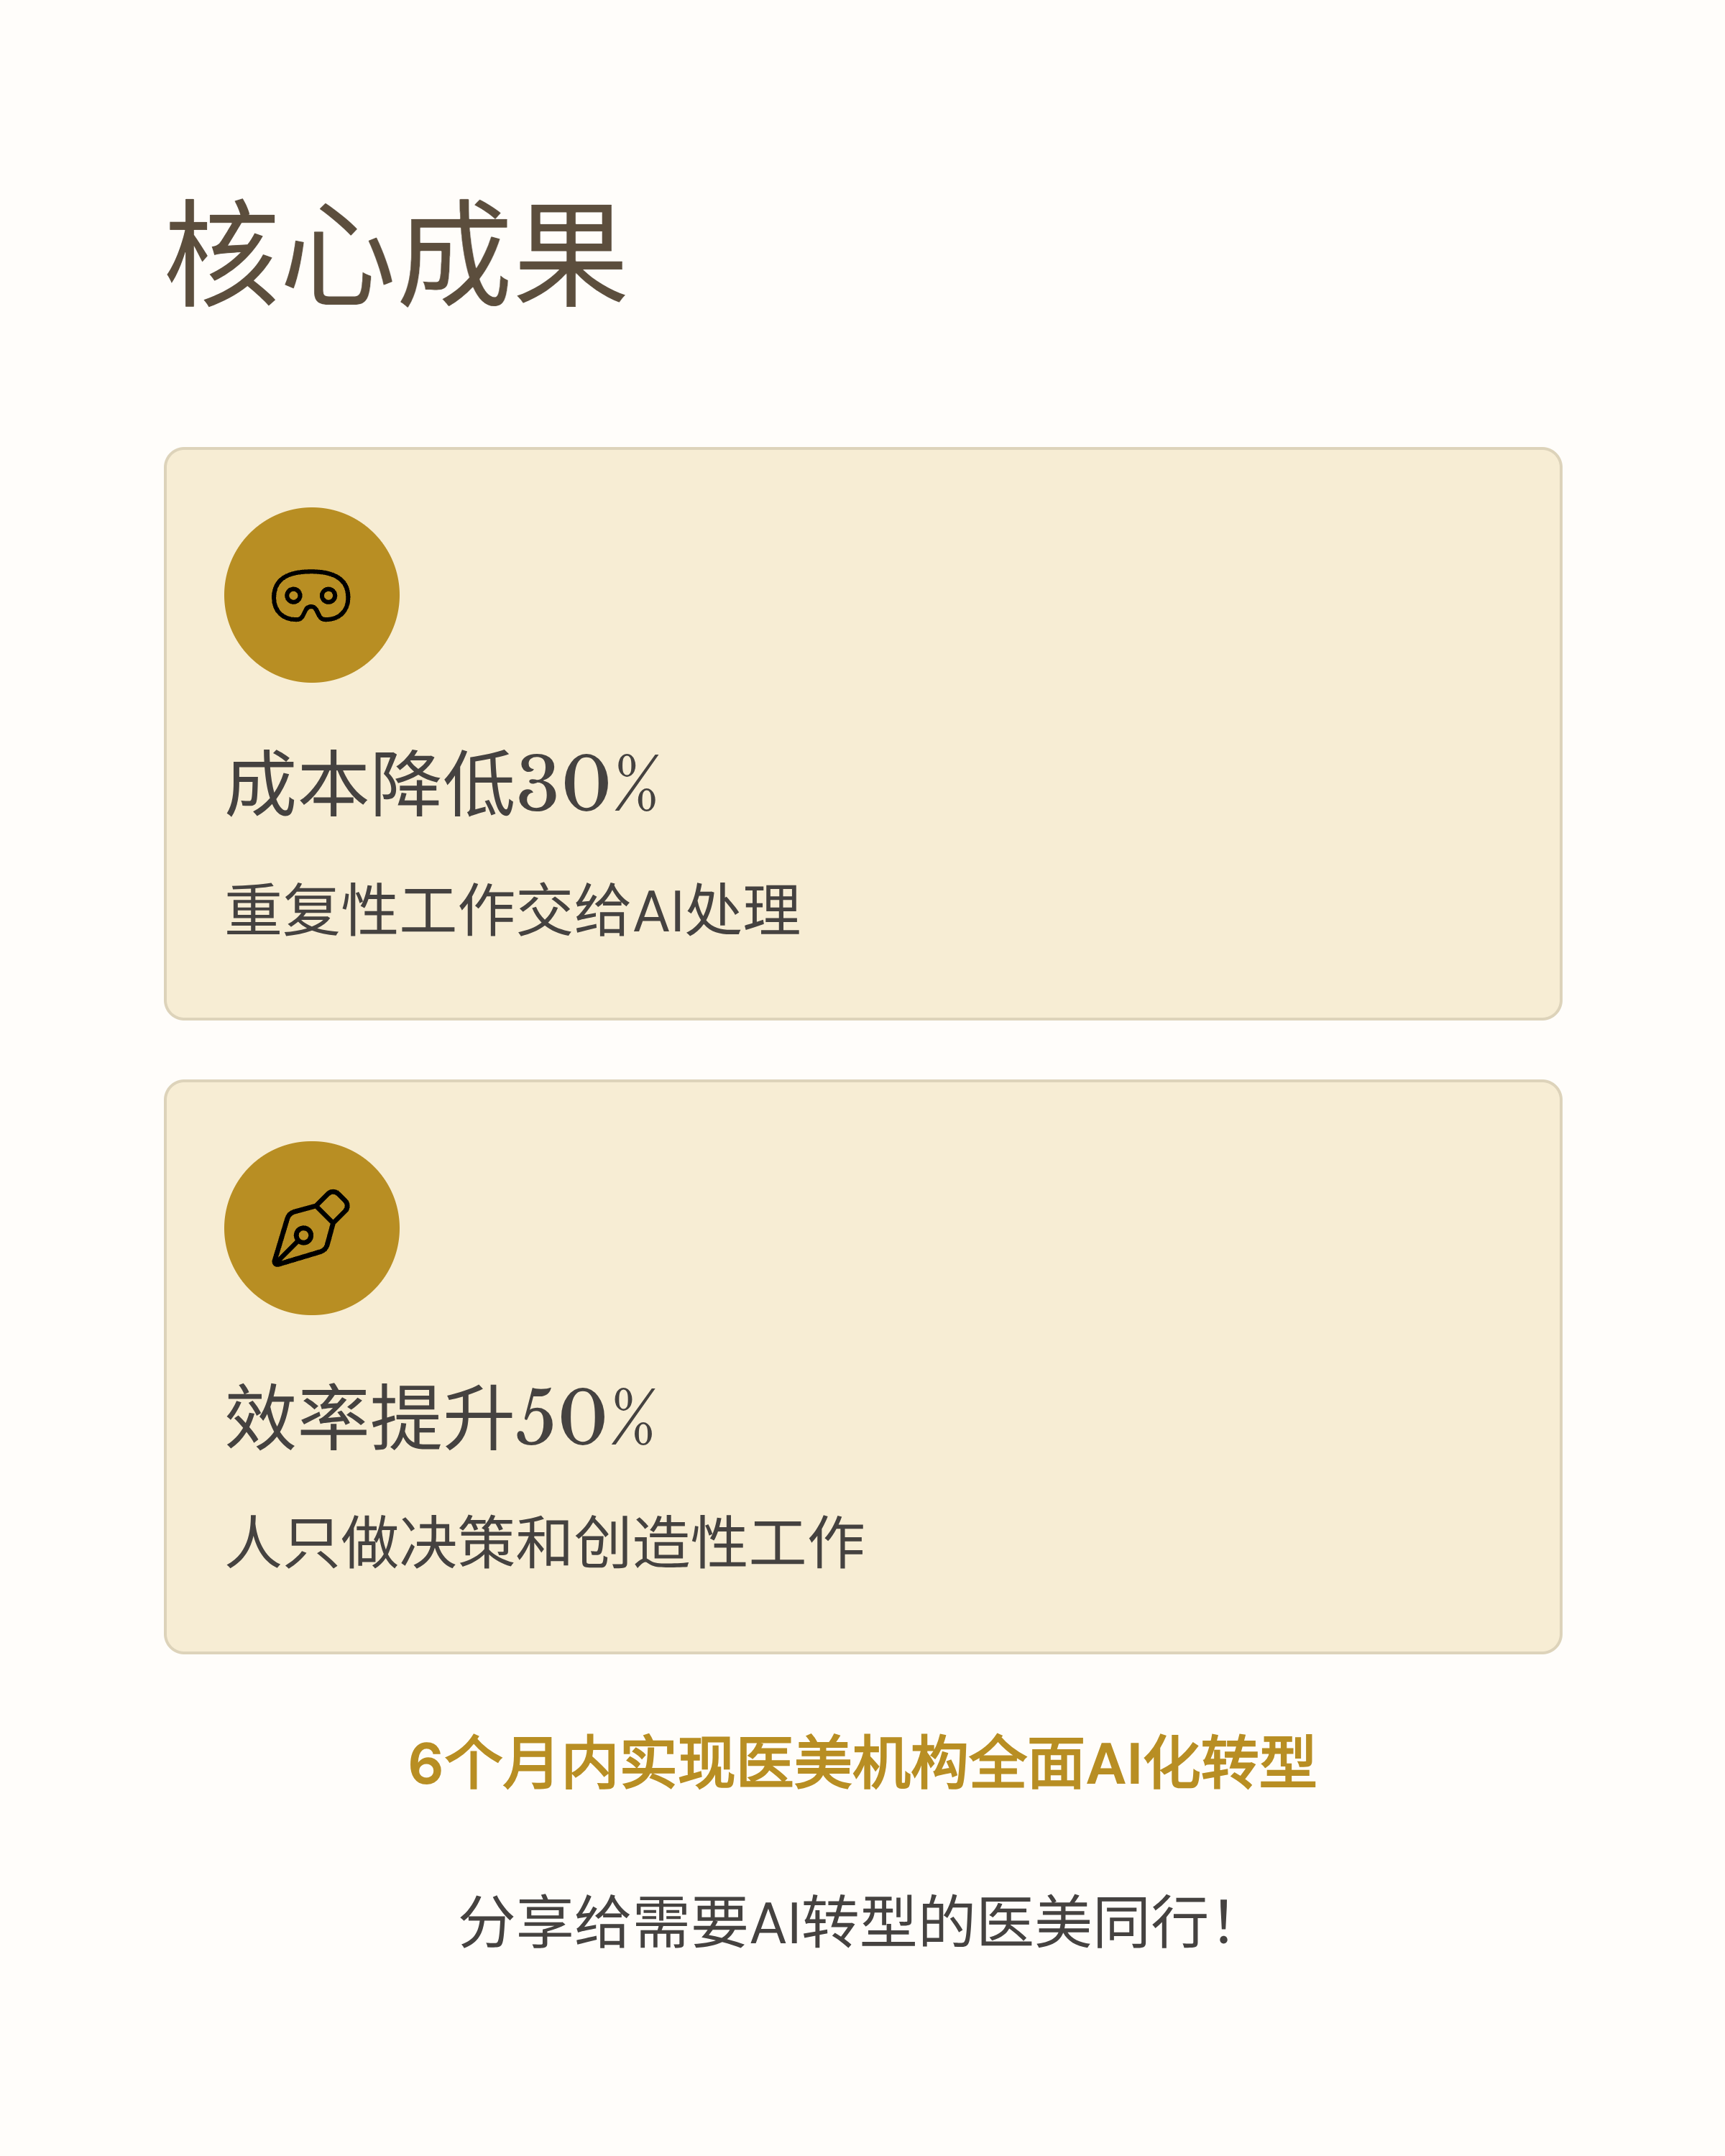 核心成果
成本降低30%
重复性工作交给AI处理
效率提升50%
人只做决策和创造性工作
6个月内实现医美机构全面AI化转型
分享给需要AI转型的医美同行！